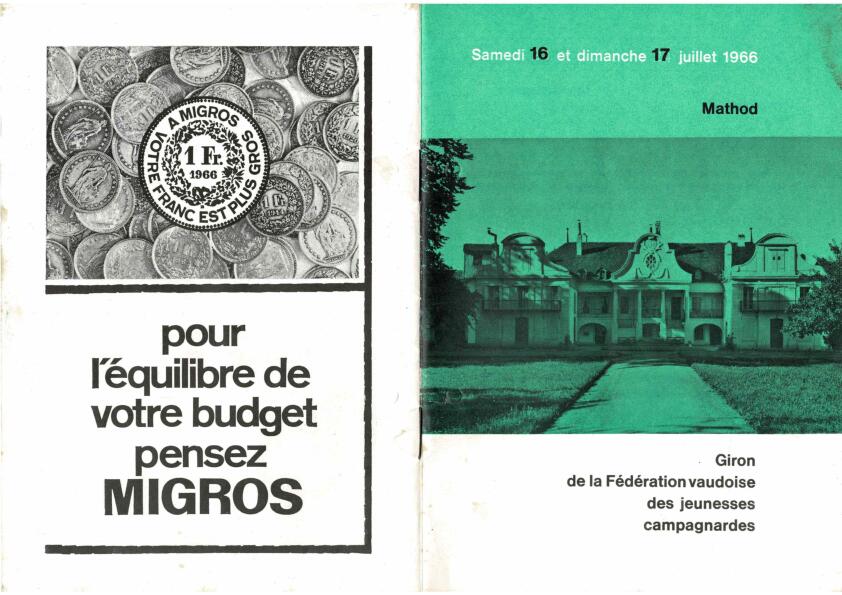 A MIGROS
VOTRE FRANC EST PLUS GROS
1 Fr.
1966
pour
l'équilibre de
votre budget
pensez
MIGROS
Samedi 16 et dimanche 17 juillet 1966
Mathod
Giron
de la Fédération vaudoise
des jeunesses
campagnardes